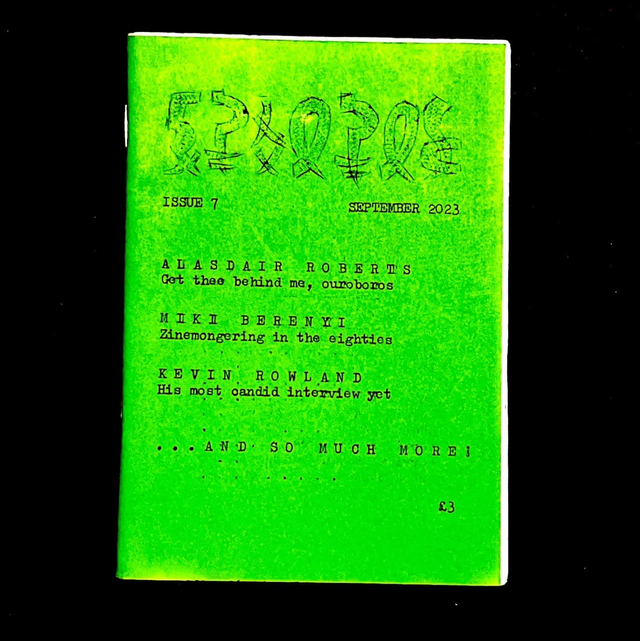 ISSUE 7
SEPTEMBER 2023
ALASDAIR ROBERTS
Get thee behind me, ouroboros
MIKI BERENYI
Zinemongering in the eighties
KEVIN ROWLAND
His most candid interview yet
...AND SO MUCH MORE!
£3